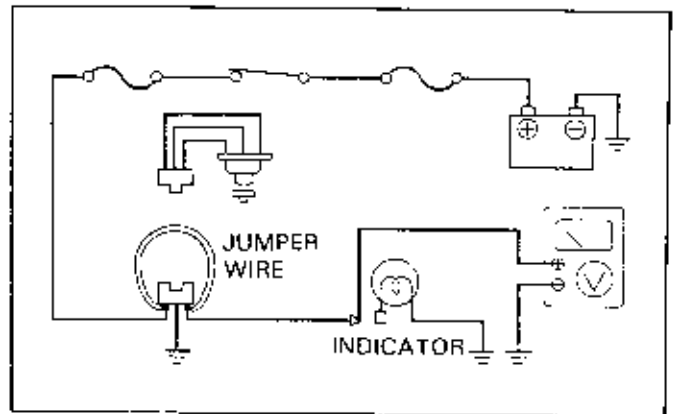 + −
JUMPER
WIRE
+
−
V
INDICATOR